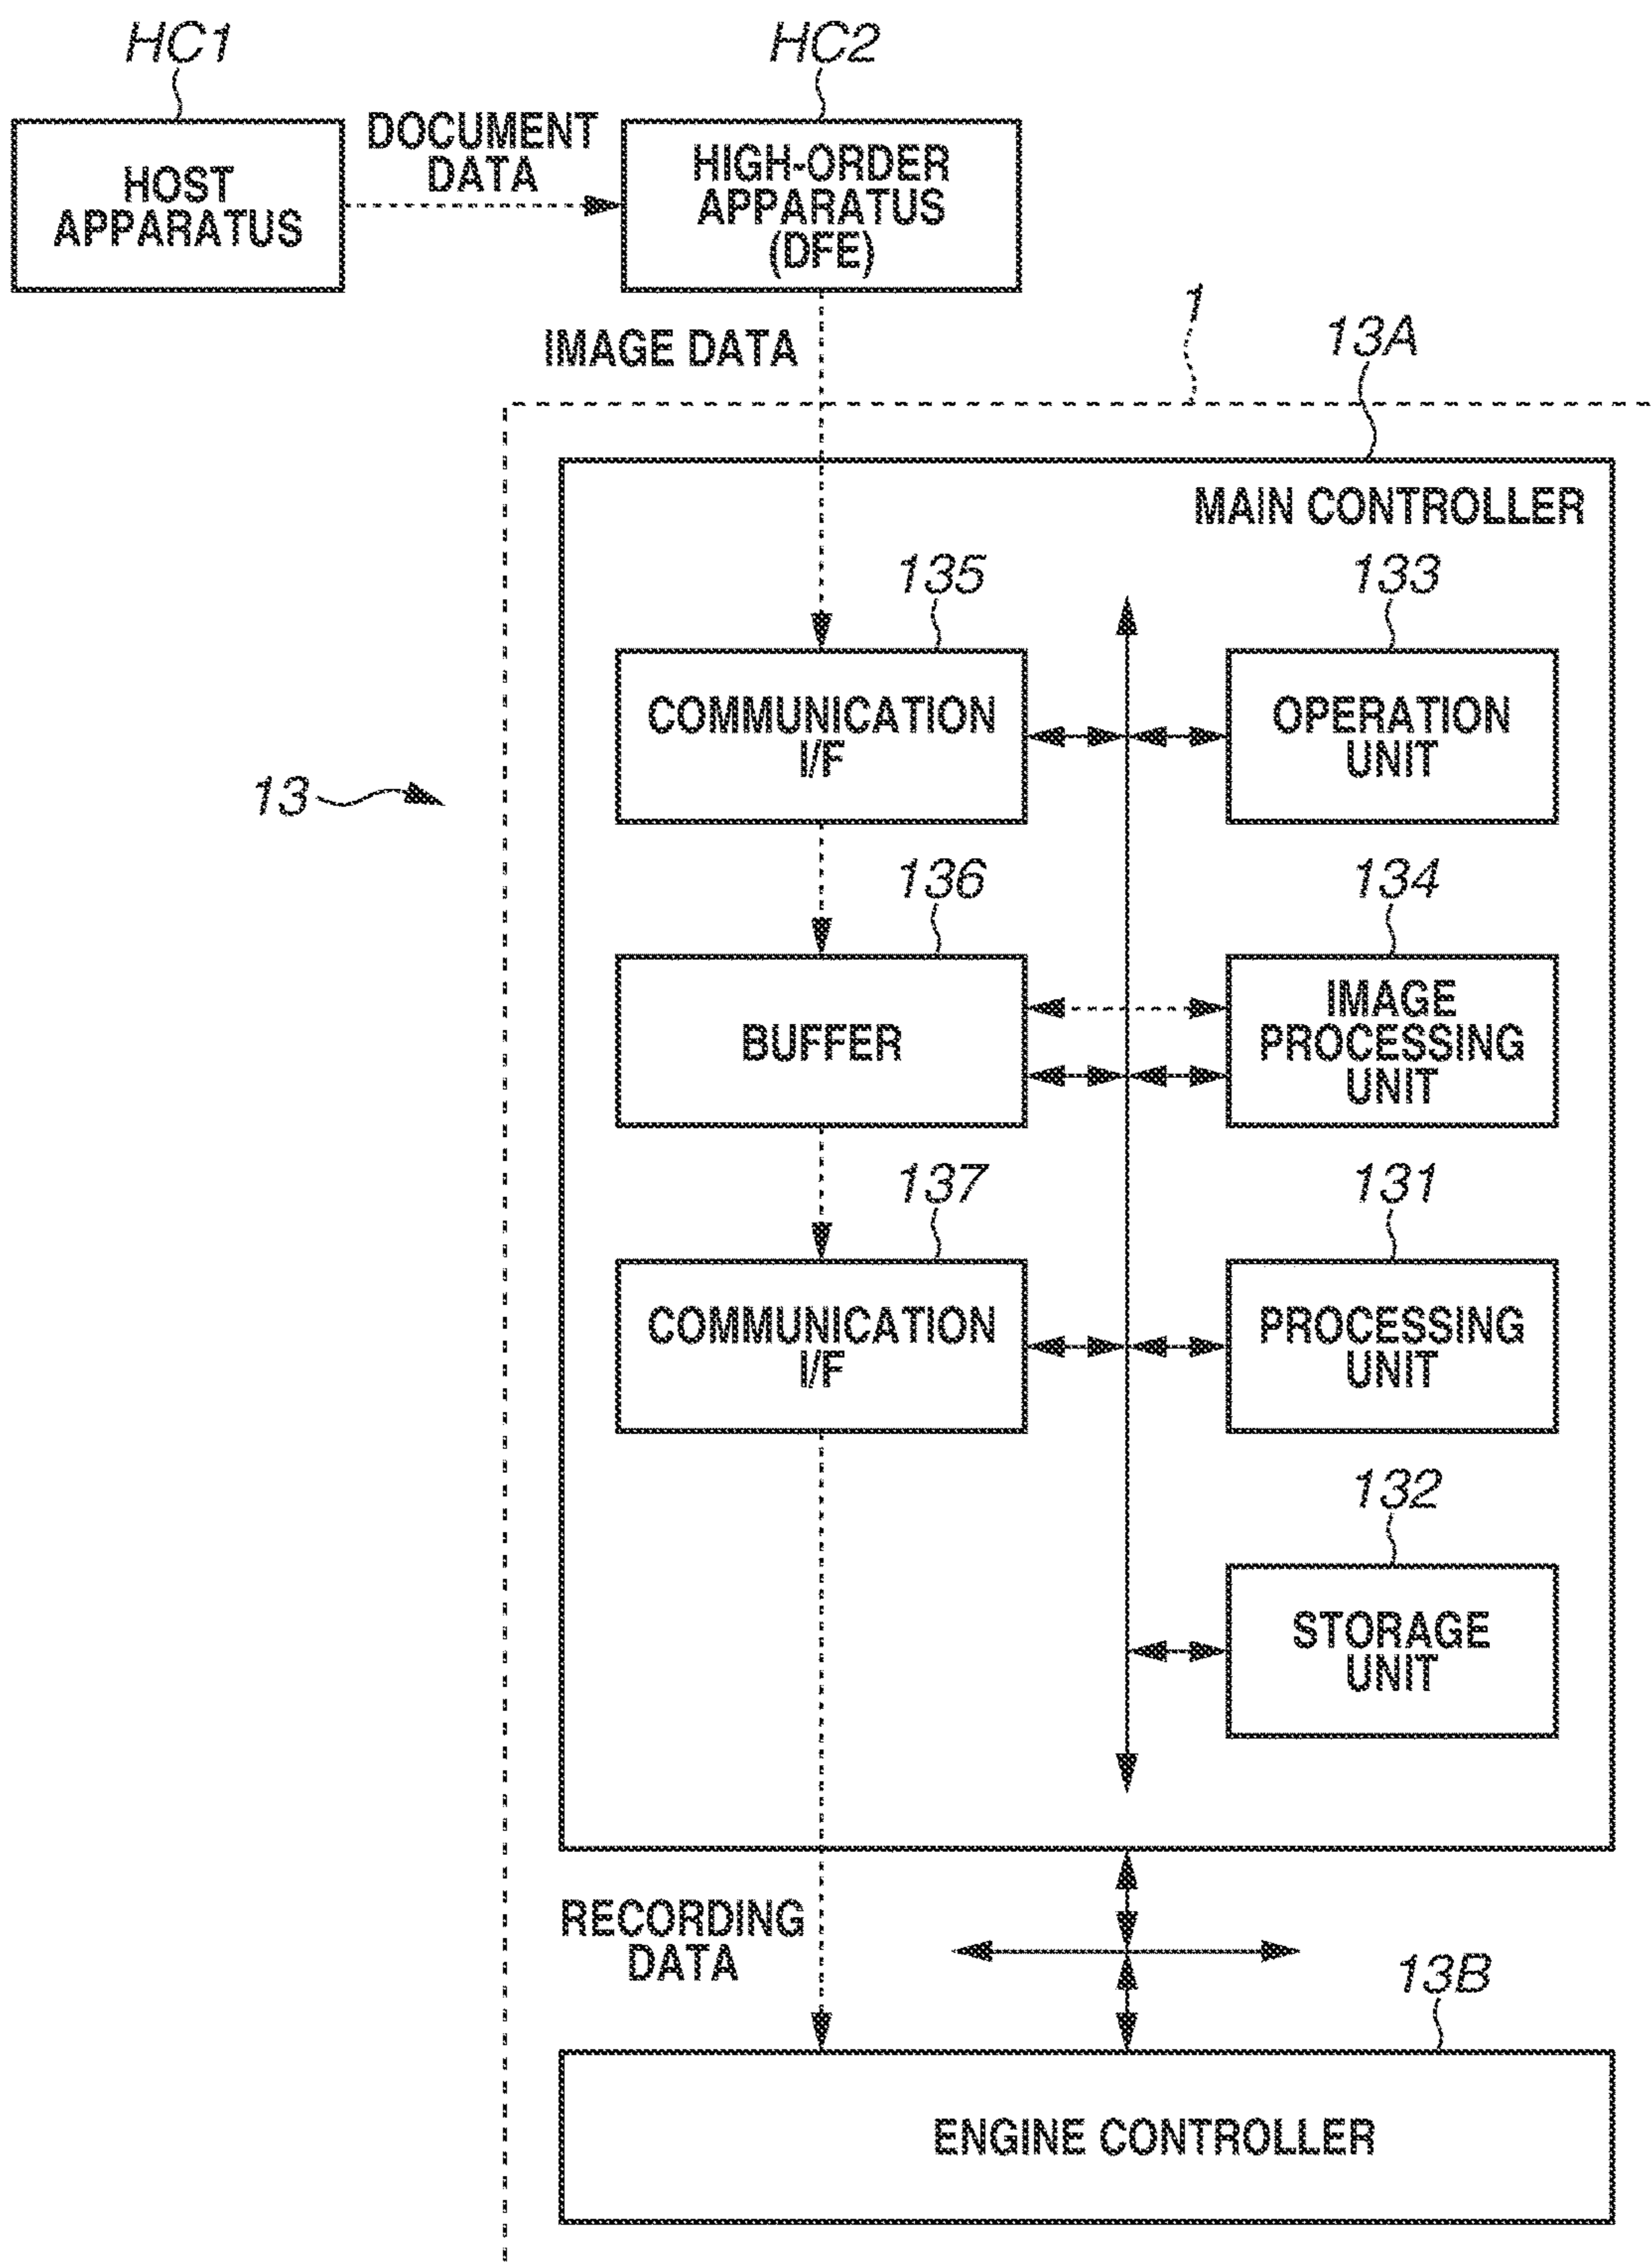 HC1
HC2
HOST
APPARATUS
DOCUMENT
DATA
HIGH-ORDER
APPARATUS
(DFE)
IMAGE DATA
1
13A
MAIN CONTROLLER
135
133
COMMUNICATION
I/F
OPERATION
UNIT
13
136
134
BUFFER
IMAGE
PROCESSING
UNIT
137
131
COMMUNICATION
I/F
PROCESSING
UNIT
132
STORAGE
UNIT
RECORDING
DATA
13B
ENGINE CONTROLLER